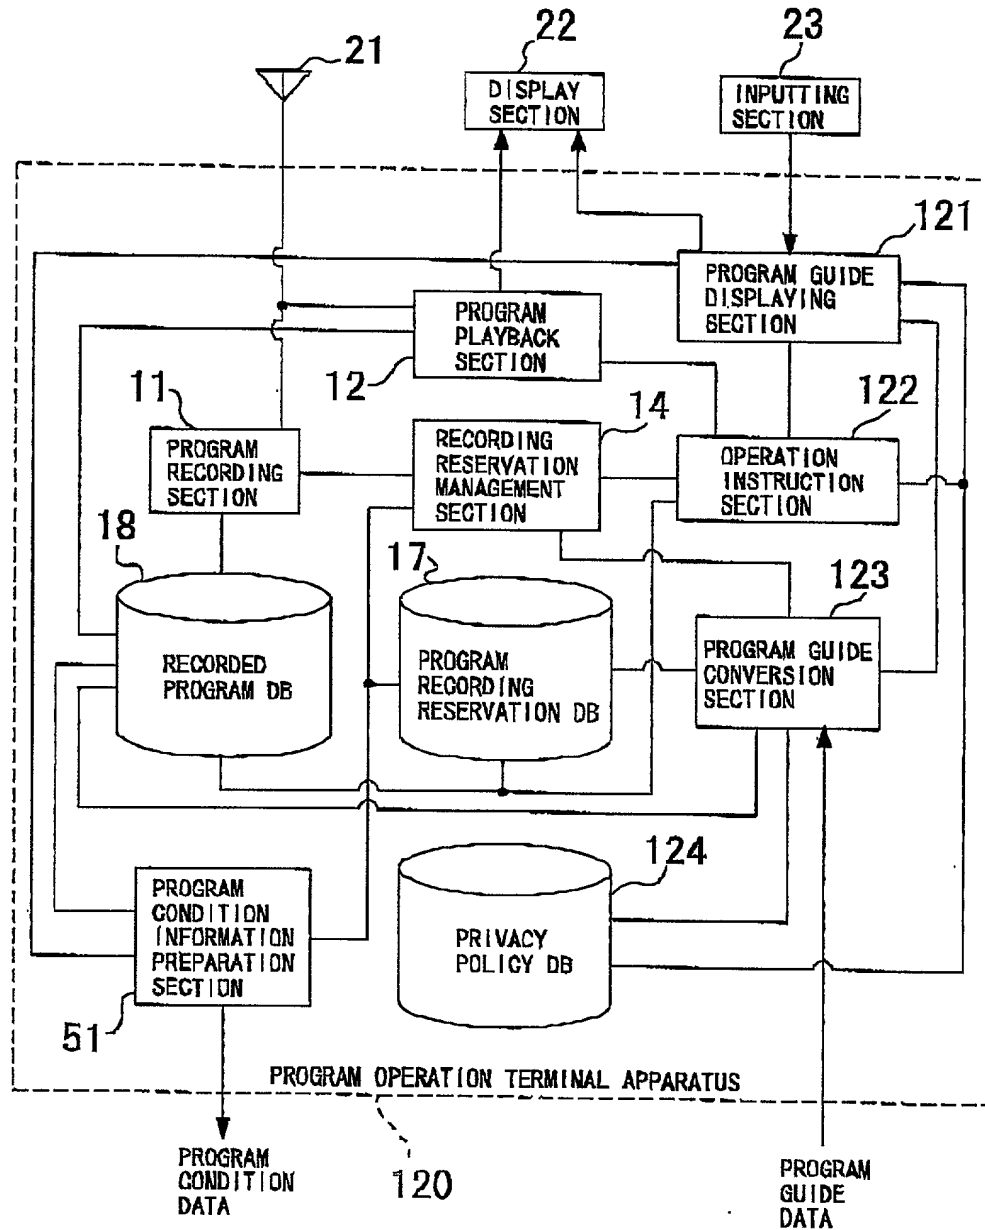 21
22
23
DISPLAY
SECTION
INPUTTING
SECTION
121
PROGRAM GUIDE
DISPLAYING
SECTION
PROGRAM
PLAYBACK
SECTION
12
11
14
122
PROGRAM
RECORDING
SECTION
RECORDING
RESERVATION
MANAGEMENT
SECTION
OPERATION
INSTRUCTION
SECTION
18
17
123
RECORDED
PROGRAM DB
PROGRAM
RECORDING
RESERVATION DB
PROGRAM GUIDE
CONVERSION
SECTION
124
PROGRAM
CONDITION
INFORMATION
PREPARATION
SECTION
PRIVACY
POLICY DB
51
PROGRAM OPERATION TERMINAL APPARATUS
120
PROGRAM
CONDITION
DATA
PROGRAM
GUIDE
DATA